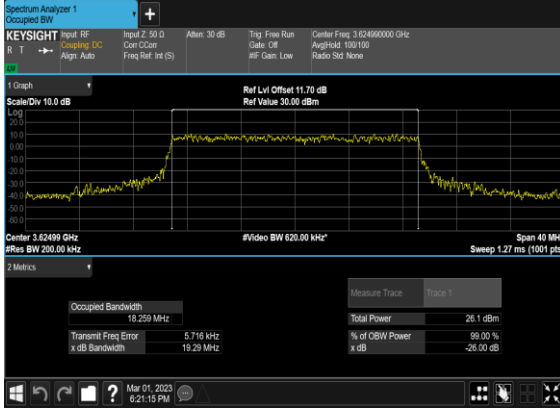 Spectrum Analyzer 1
Occupied BW
+
KEYSIGHT Input: RF Input Z: 50 Ω Atten: 30 dB Trig: Free Run Center Freq: 3.624990000 GHz
R T Coupling: DC Corr CCorr Gate: Off Avg|Hold: 100/100
Align: Auto Freq Ref: Int (S) #IF Gain: Low Radio Std: None
1 Graph
Ref Lvl Offset 11.70 dB
Scale/Div 10.0 dB Ref Value 30.00 dBm
Log
20.0
10.0
0.00
-10.0
-20.0
-30.0
-40.0
-50.0
-60.0
Center 3.62499 GHz #Video BW 620.00 kHz* Span 40 MH
#Res BW 200.00 kHz Sweep 1.27 ms (1001 pts
2 Metrics
Measure Trace Trace 1
Occupied Bandwidth
18.259 MHz Total Power 26.1 dBm
Transmit Freq Error 5.716 kHz % of OBW Power 99.00 %
x dB Bandwidth 19.29 MHz x dB -26.00 dB
? Mar 01, 2023
6:21:15 PM